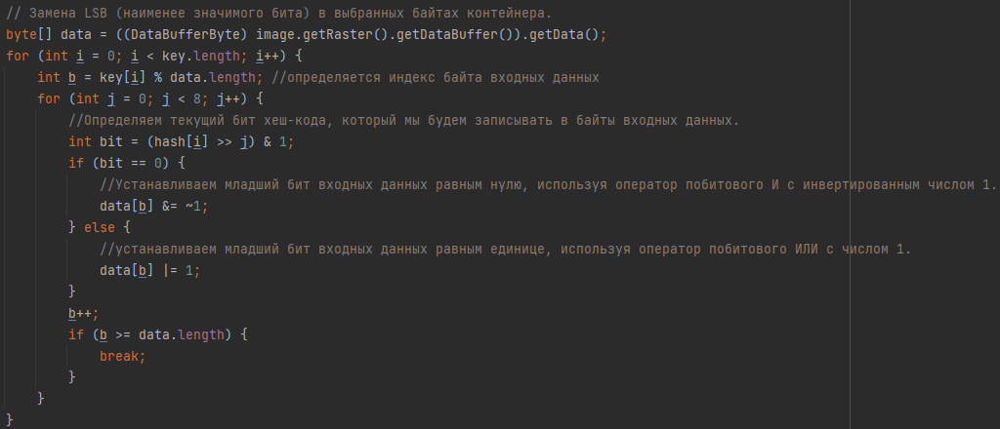 // Замена LSB (наименее значимого бита) в выбранных байтах контейнера.
byte[] data = ((DataBufferByte) image.getRaster().getDataBuffer()).getData();
for (int i = 0; i < key.length; i++) {
    int b = key[i] % data.length; //определяется индекс байта входных данных
    for (int j = 0; j < 8; j++) {
        //Определяем текущий бит хеш-кода, который мы будем записывать в байты входных данных.
        int bit = (hash[i] >> j) & 1;
        if (bit == 0) {
            //Устанавливаем младший бит входных данных равным нулю, используя оператор побитового И с инвертированным числом 1.
            data[b] &= ~1;
        } else {
            //устанавливаем младший бит входных данных равным единице, используя оператор побитового ИЛИ с числом 1.
            data[b] |= 1;
        }
        b++;
        if (b >= data.length) {
            break;
        }
    }
}